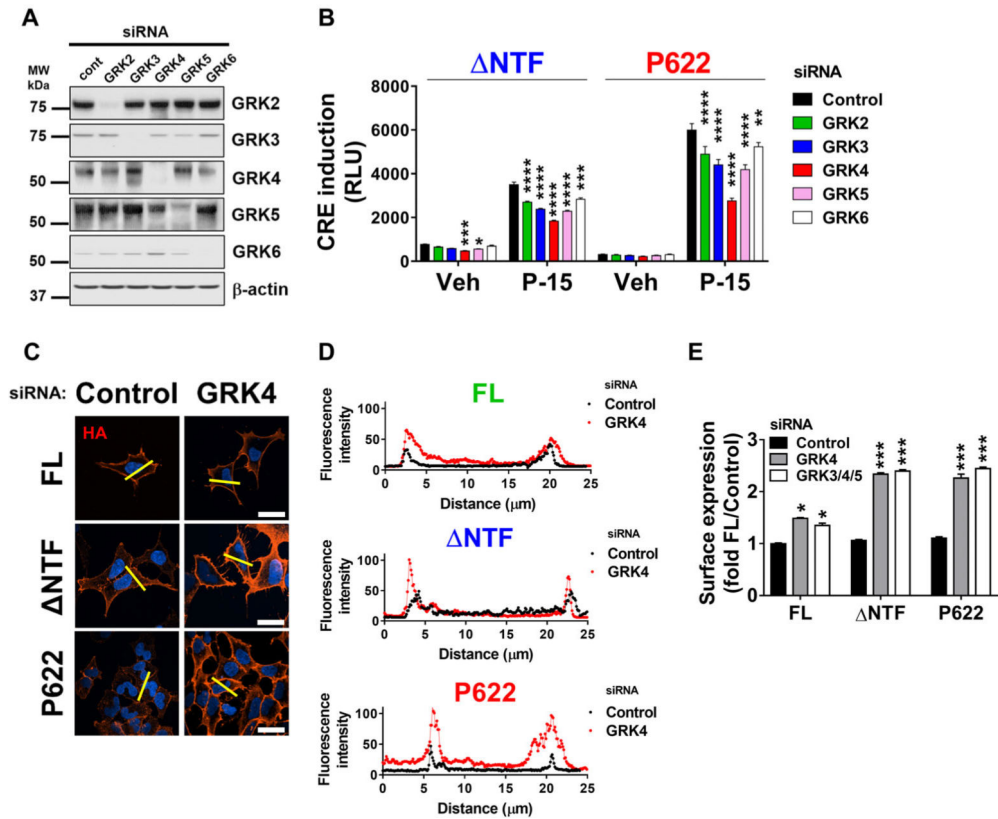 A
siRNA
MW
kDa
cont
GRK2
GRK3
GRK4
GRK5
GRK6
75
GRK2
75
GRK3
50
GRK4
50
GRK5
50
GRK6
37
β-actin
B
ΔNTF
P622
siRNA
Control
GRK2
GRK3
GRK4
GRK5
GRK6
CRE induction
(RLU)
8000
6000
4000
2000
0
***
*
****
****
****
****
***
****
****
****
****
**
Veh
P-15
Veh
P-15
C
siRNA:
Control
GRK4
HA
FL
ΔNTF
P622
D
FL
siRNA
Control
GRK4
Fluorescence
intensity
100
50
0
0
5
10
15
20
25
Distance (μm)
ΔNTF
siRNA
Control
GRK4
Fluorescence
intensity
100
50
0
0
5
10
15
20
25
Distance (μm)
P622
siRNA
Control
GRK4
Fluorescence
intensity
100
50
0
0
5
10
15
20
25
Distance (μm)
E
siRNA
Control
GRK4
GRK3/4/5
Surface expression
(fold FL/Control)
3
2
1
0
*
*
***
***
***
***
FL
ΔNTF
P622